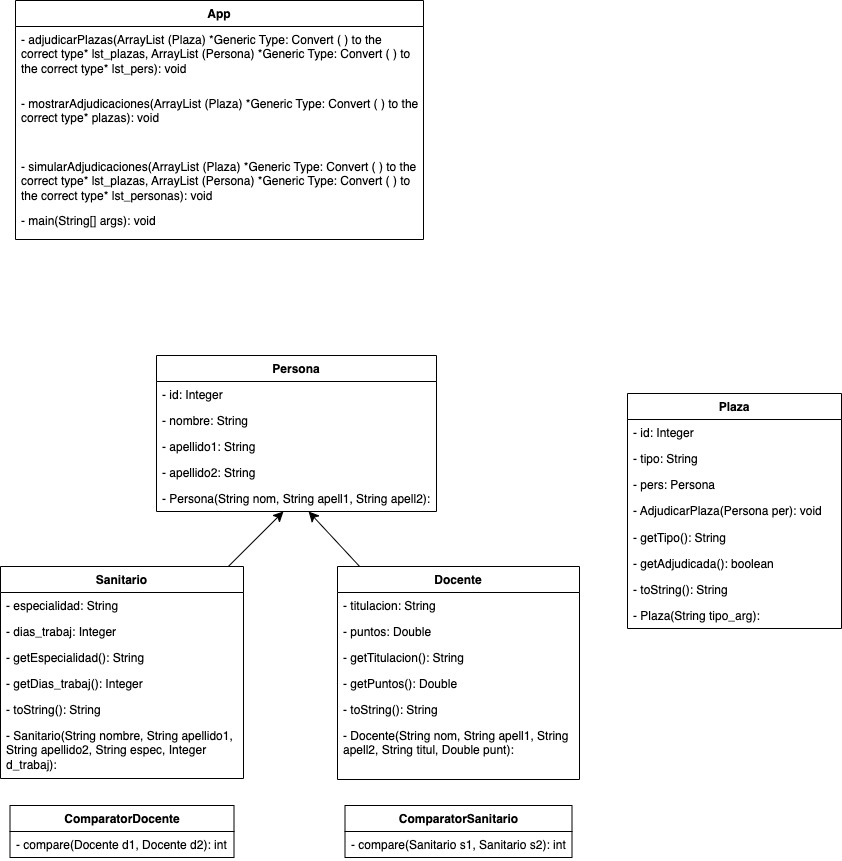 App
- adjudicarPlazas(ArrayList (Plaza) *Generic Type: Convert ( ) to the
correct type* lst_plazas, ArrayList (Persona) *Generic Type: Convert ( ) to
the correct type* lst_pers): void
- mostrarAdjudicaciones(ArrayList (Plaza) *Generic Type: Convert ( ) to the
correct type* plazas): void
- simularAdjudicaciones(ArrayList (Plaza) *Generic Type: Convert ( ) to the
correct type* lst_plazas, ArrayList (Persona) *Generic Type: Convert ( ) to
the correct type* lst_personas): void
- main(String[] args): void
Persona
- id: Integer
- nombre: String
- apellido1: String
- apellido2: String
- Persona(String nom, String apell1, String apell2):
Plaza
- id: Integer
- tipo: String
- pers: Persona
- AdjudicarPlaza(Persona per): void
- getTipo(): String
- getAdjudicada(): boolean
- toString(): String
- Plaza(String tipo_arg):
Sanitario
- especialidad: String
- dias_trabaj: Integer
- getEspecialidad(): String
- getDias_trabaj(): Integer
- toString(): String
- Sanitario(String nombre, String apellido1,
String apellido2, String espec, Integer
d_trabaj):
Docente
- titulacion: String
- puntos: Double
- getTitulacion(): String
- getPuntos(): Double
- toString(): String
- Docente(String nom, String apell1, String
apell2, String titul, Double punt):
ComparatorDocente
- compare(Docente d1, Docente d2): int
ComparatorSanitario
- compare(Sanitario s1, Sanitario s2): int